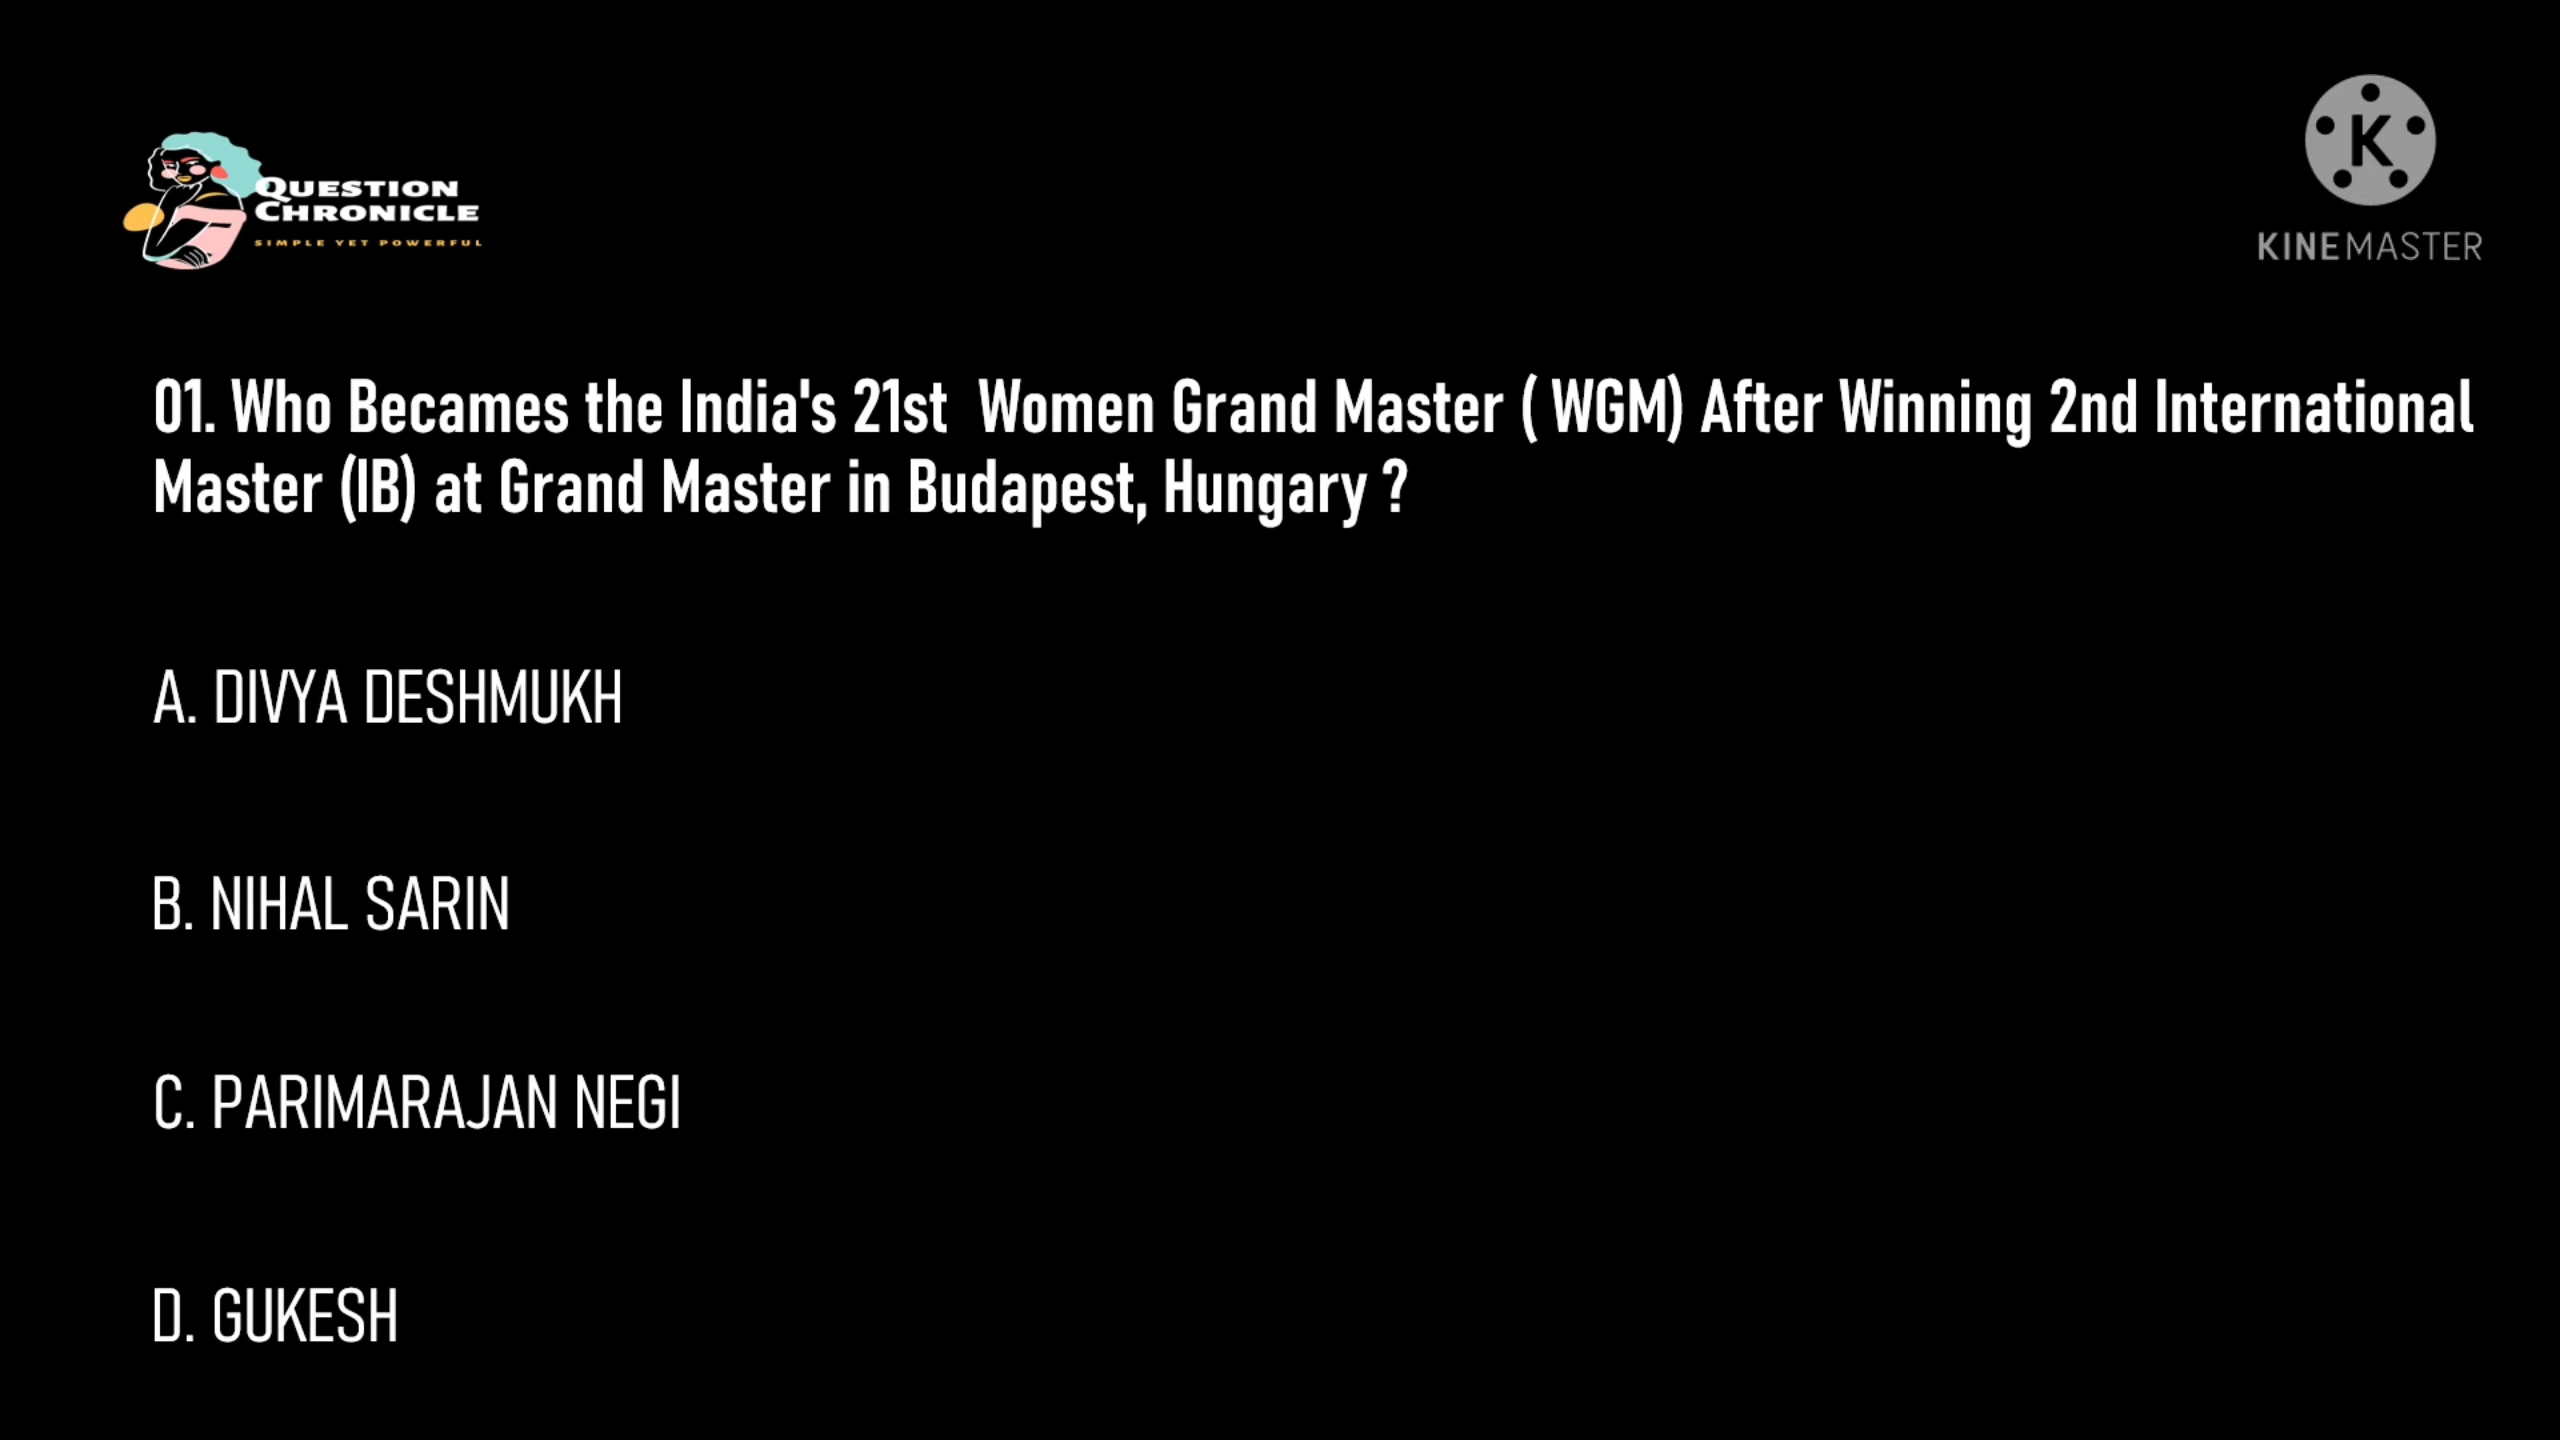 QUESTION
CHRONICLE
SIMPLE YET POWERFUL
K
KINEMASTER
01. Who Becames the India's 21st  Women Grand Master ( WGM) After Winning 2nd International
Master (IB) at Grand Master in Budapest, Hungary ?
A. DIVYA DESHMUKH
B. NIHAL SARIN
C. PARIMARAJAN NEGI
D. GUKESH